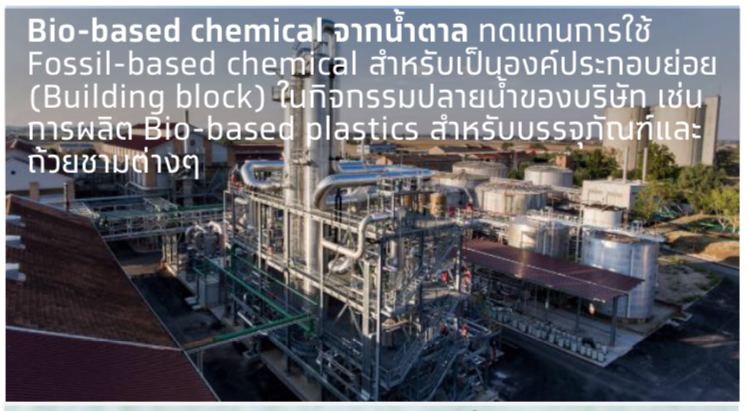 Bio-based chemical จากน้ำตาล ทดแทนการใช้
Fossil-based chemical สำหรับเป็นองค์ประกอบย่อย
(Building block) ในกิจกรรมปลายน้ำของบริษัท เช่น
การผลิต Bio-based plastics สำหรับบรรจุภัณฑ์และ
ถ้วยชามต่างๆ